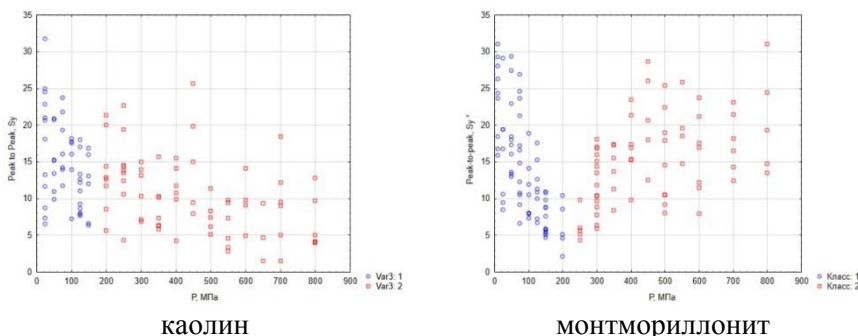 35
30
25
20
15
10
5
0
Peak to Peak, Sy
0 100 200 300 400 500 600 700 800 900
P, МПа
Var3: 1
Var3: 2
каолин
35
30
25
20
15
10
5
0
Peak-to-peak, Sy *
0 100 200 300 400 500 600 700 800 900
P, МПа
Класс: 1
Класс: 2
монтмориллонит